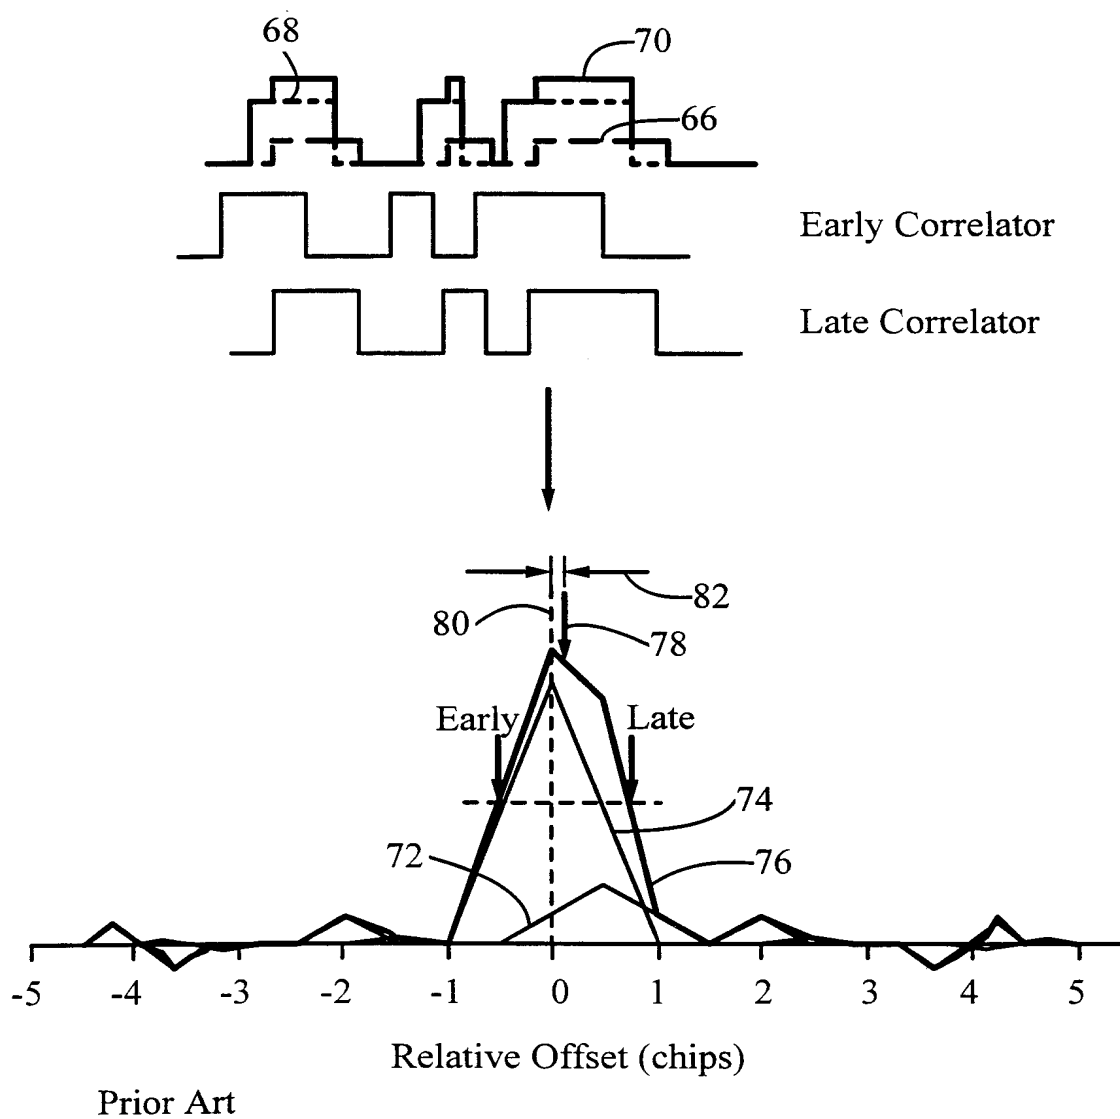 68
70
66
Early Correlator
Late Correlator
82
80
78
Early
Late
74
72
76
-5 -4 -3 -2 -1 0 1 2 3 4 5
Relative Offset (chips)
Prior Art